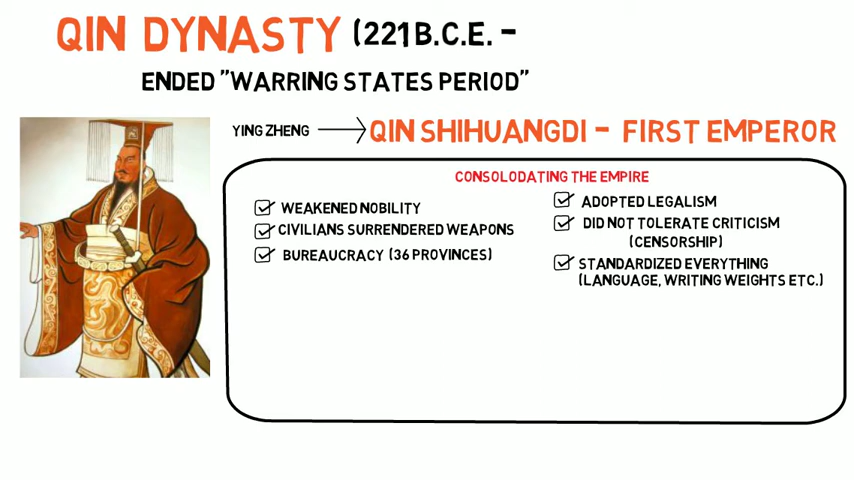 QIN DYNASTY (221 B.C.E. -
ENDED "WARRING STATES PERIOD"
YING ZHENG → QIN SHIHUANGDI - FIRST EMPEROR
CONSOLODATING THE EMPIRE
WEAKENED NOBILITY
CIVILIANS SURRENDERED WEAPONS
BUREAUCRACY (36 PROVINCES)
ADOPTED LEGALISM
DID NOT TOLERATE CRITICISM
(CENSORSHIP)
STANDARDIZED EVERYTHING
(LANGUAGE, WRITING WEIGHTS ETC.)